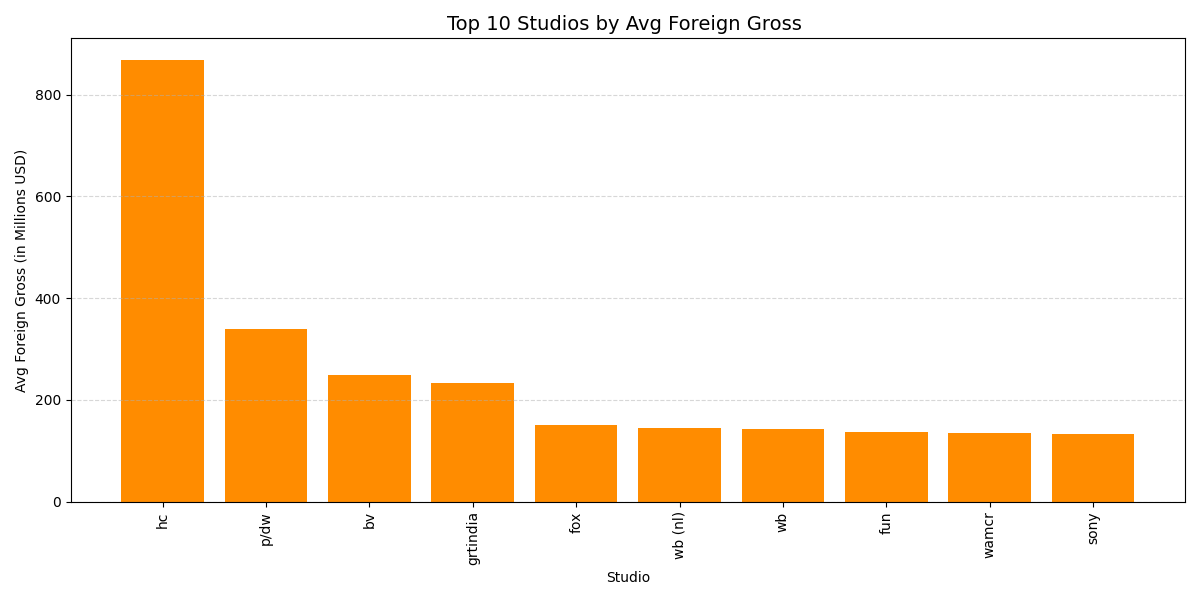 Top 10 Studios by Avg Foreign Gross
Avg Foreign Gross (in Millions USD)
800
600
400
200
0
hc
p/dw
bv
grtindia
fox
wb (nl)
wb
fun
wamcr
sony
Studio